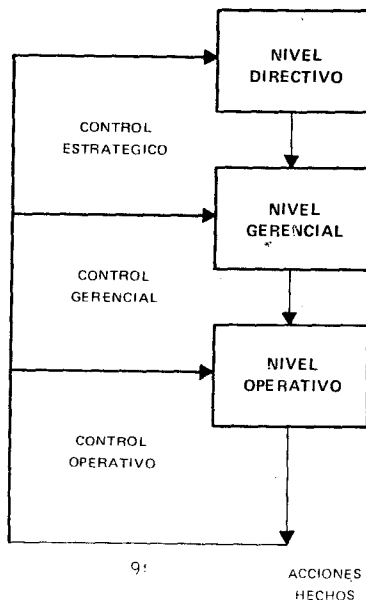 NIVEL
DIRECTIVO
CONTROL
ESTRATEGICO
NIVEL
GERENCIAL
CONTROL
GERENCIAL
NIVEL
OPERATIVO
CONTROL
OPERATIVO
ACCIONES
HECHOS